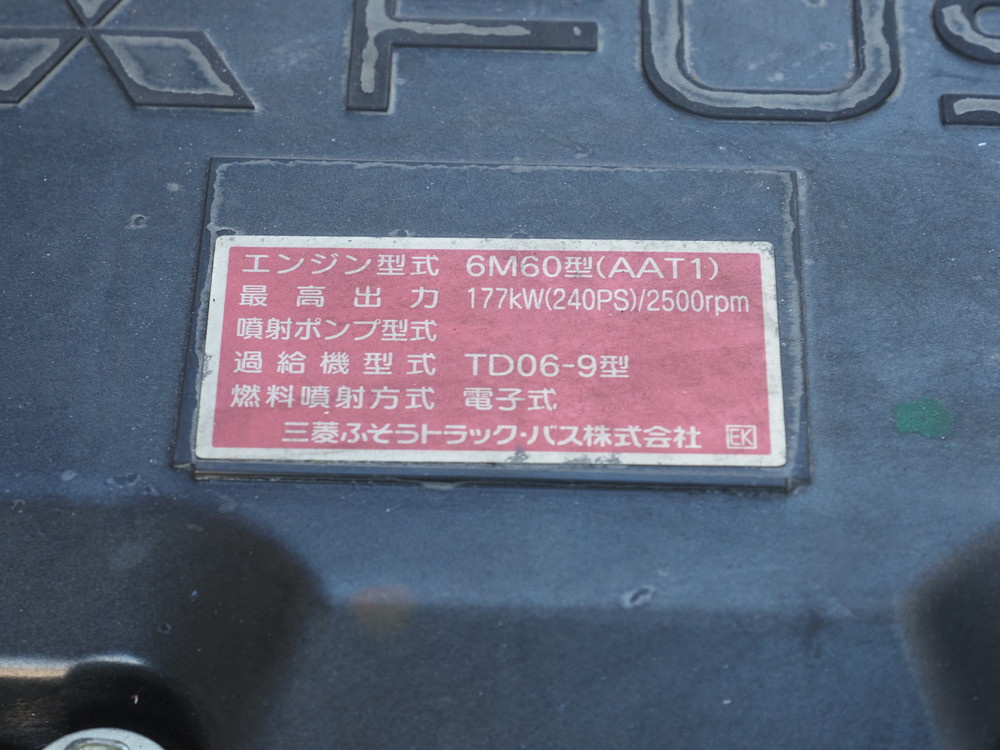 FUS
エンジン型式 6M60型(AAT1)
最高出力 177kW(240PS)/2500rpm
噴射ポンプ型式
過給機型式 TD06-9型
燃料噴射方式 電子式
三菱ふそうトラック・バス株式会社 EK